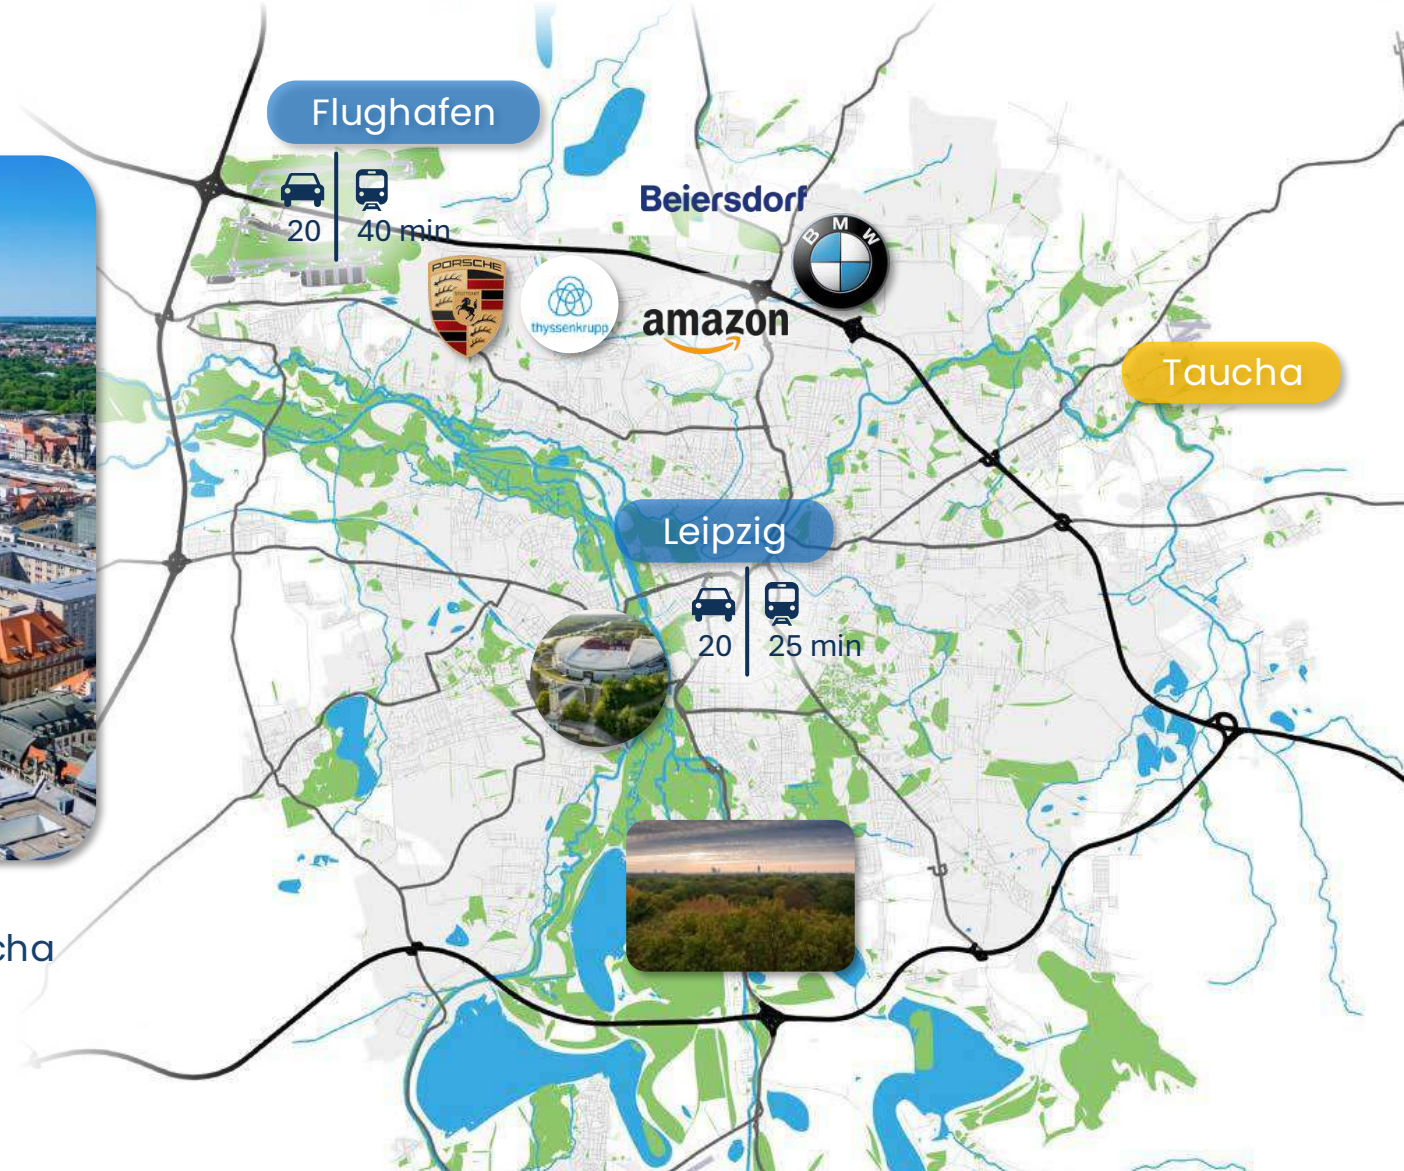 Flughafen
20 40 min
Beiersdorf
BMW
PORSCHE
thyssenkrupp
amazon
Taucha
Leipzig
20 25 min
cha